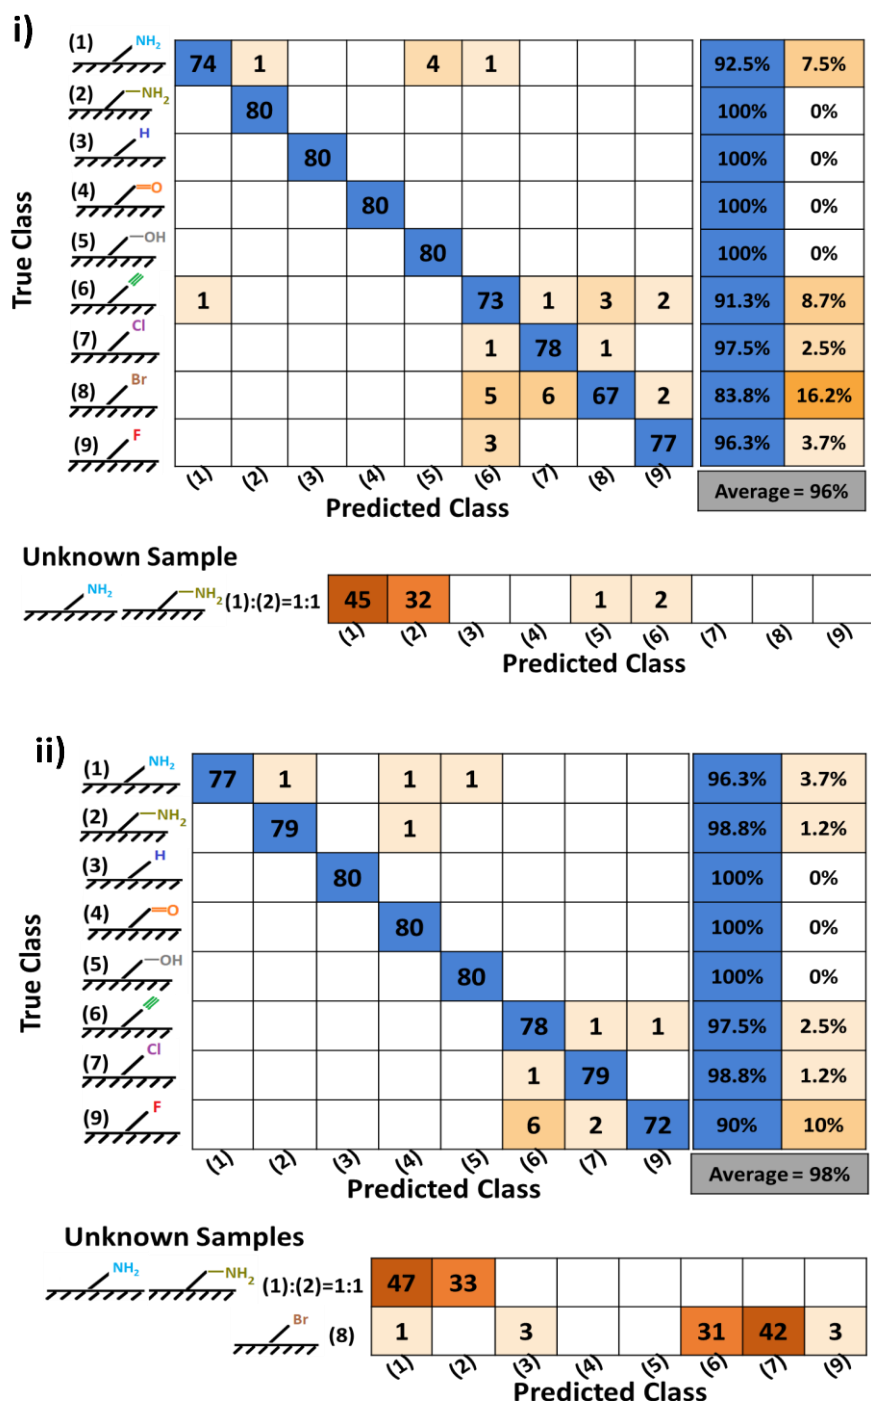 i)
(1) NH₂ 74 1 4 1 92.5% 7.5%
(2) NH₂ 80 100% 0%
(3) H 80 100% 0%
(4) O 80 100% 0%
(5) OH 80 100% 0%
(6) 1 73 1 3 2 91.3% 8.7%
(7) Cl 1 78 1 97.5% 2.5%
(8) Br 5 6 67 2 83.8% 16.2%
(9) F 3 77 96.3% 3.7%
True Class
(1) (2) (3) (4) (5) (6) (7) (8) (9)
Predicted Class
Average = 96%
Unknown Sample
NH₂ NH₂ (1):(2)=1:1 45 32 1 2
(1) (2) (3) (4) (5) (6) (7) (8) (9)
Predicted Class
ii)
(1) NH₂ 77 1 1 1 96.3% 3.7%
(2) NH₂ 79 1 98.8% 1.2%
(3) H 80 100% 0%
(4) O 80 100% 0%
(5) OH 80 100% 0%
(6) 78 1 1 97.5% 2.5%
(7) Cl 1 79 98.8% 1.2%
(9) F 6 2 72 90% 10%
True Class
(1) (2) (3) (4) (5) (6) (7) (9)
Predicted Class
Average = 98%
Unknown Samples
NH₂ NH₂ (1):(2)=1:1 47 33
Br (8) 1 3 31 42 3
(1) (2) (3) (4) (5) (6) (7) (9)
Predicted Class